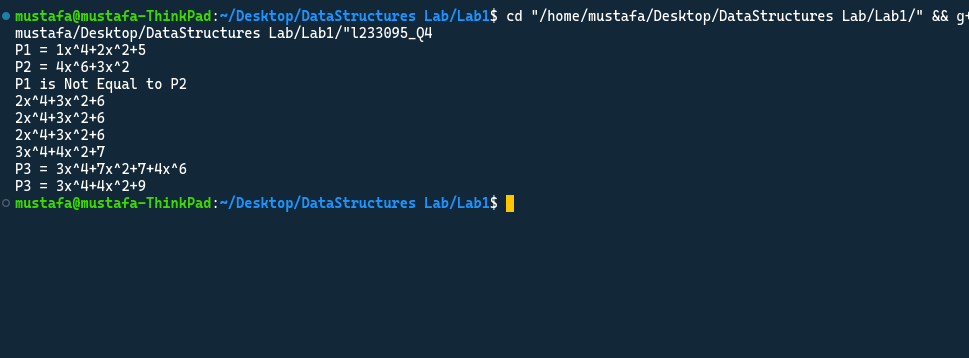 mustafa@mustafa-ThinkPad:~/Desktop/DataStructures Lab/Lab1$ cd "/home/mustafa/Desktop/DataStructures Lab/Lab1/" && g+
mustafa/Desktop/DataStructures Lab/Lab1/"l233095_Q4
P1 = 1x^4+2x^2+5
P2 = 4x^6+3x^2
P1 is Not Equal to P2
2x^4+3x^2+6
2x^4+3x^2+6
2x^4+3x^2+6
3x^4+4x^2+7
P3 = 3x^4+7x^2+7+4x^6
P3 = 3x^4+4x^2+9
mustafa@mustafa-ThinkPad:~/Desktop/DataStructures Lab/Lab1$